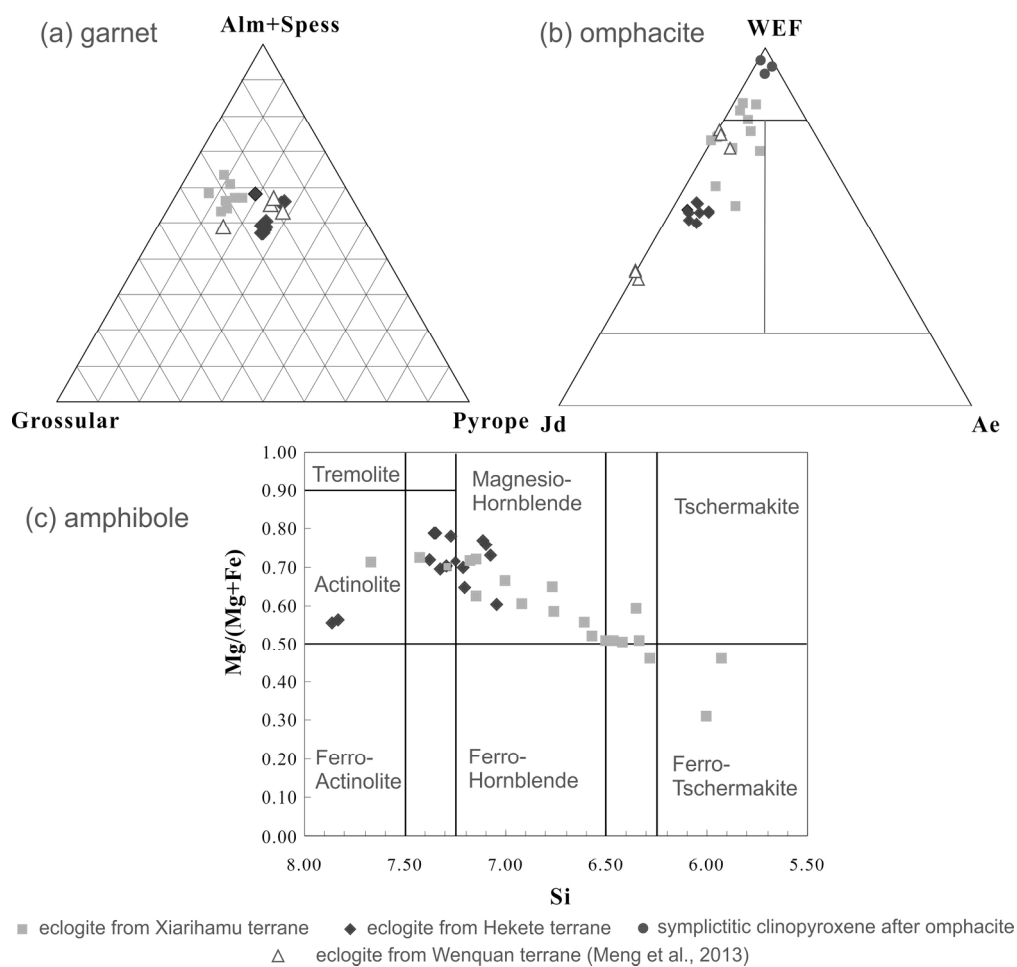 (a) garnet
Alm+Spess
Grossular
Pyrope
(b) omphacite
WEF
Jd
Ae
(c) amphibole
Mg/(Mg+Fe)
1.00
0.90
0.80
0.70
0.60
0.50
0.40
0.30
0.20
0.10
0.00
Tremolite
Magnesio-
Hornblende
Tschermakite
Actinolite
Ferro-
Actinolite
Ferro-
Hornblende
Ferro-
Tschermakite
8.00 7.50 7.00 6.50 6.00 5.50
Si
eclogite from Xiarihamu terrane
eclogite from Hekete terrane
symplictitic clinopyroxene after omphacite
eclogite from Wenquan terrane (Meng et al., 2013)